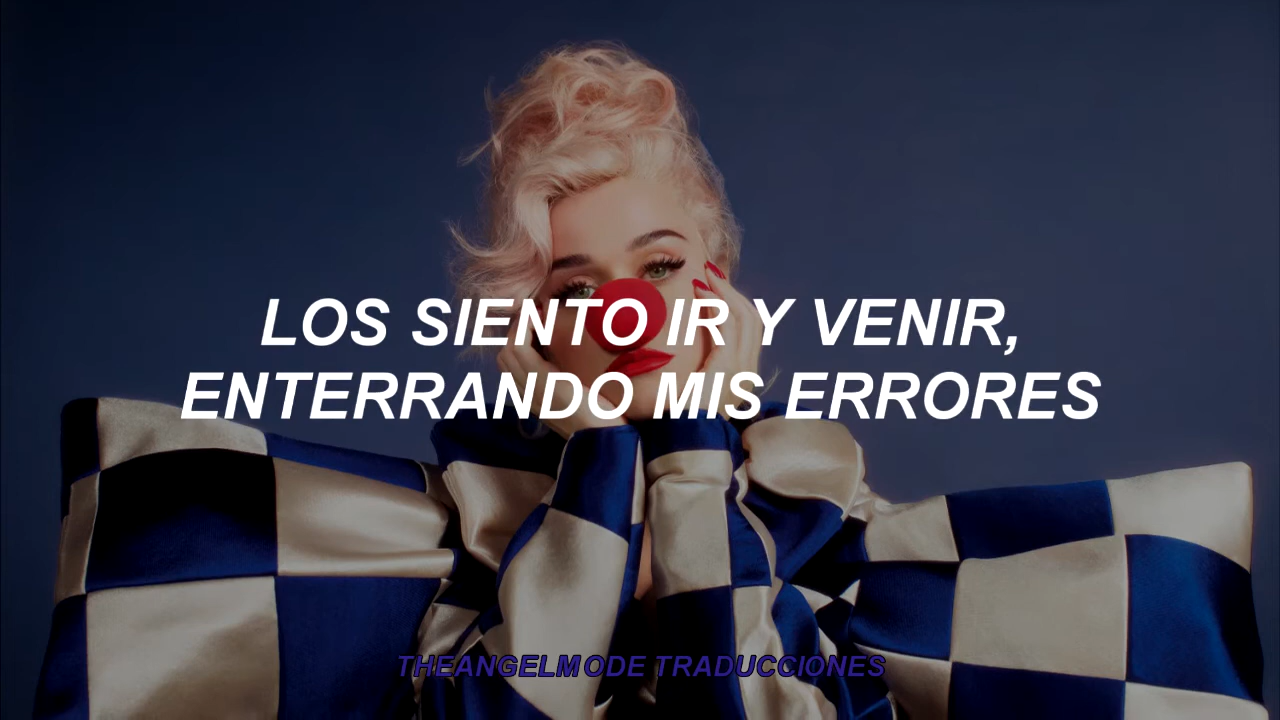 LOS SIENTO IR Y VENIR,
ENTERRANDO MIS ERRORES
THEANGELMODE TRADUCCIONES